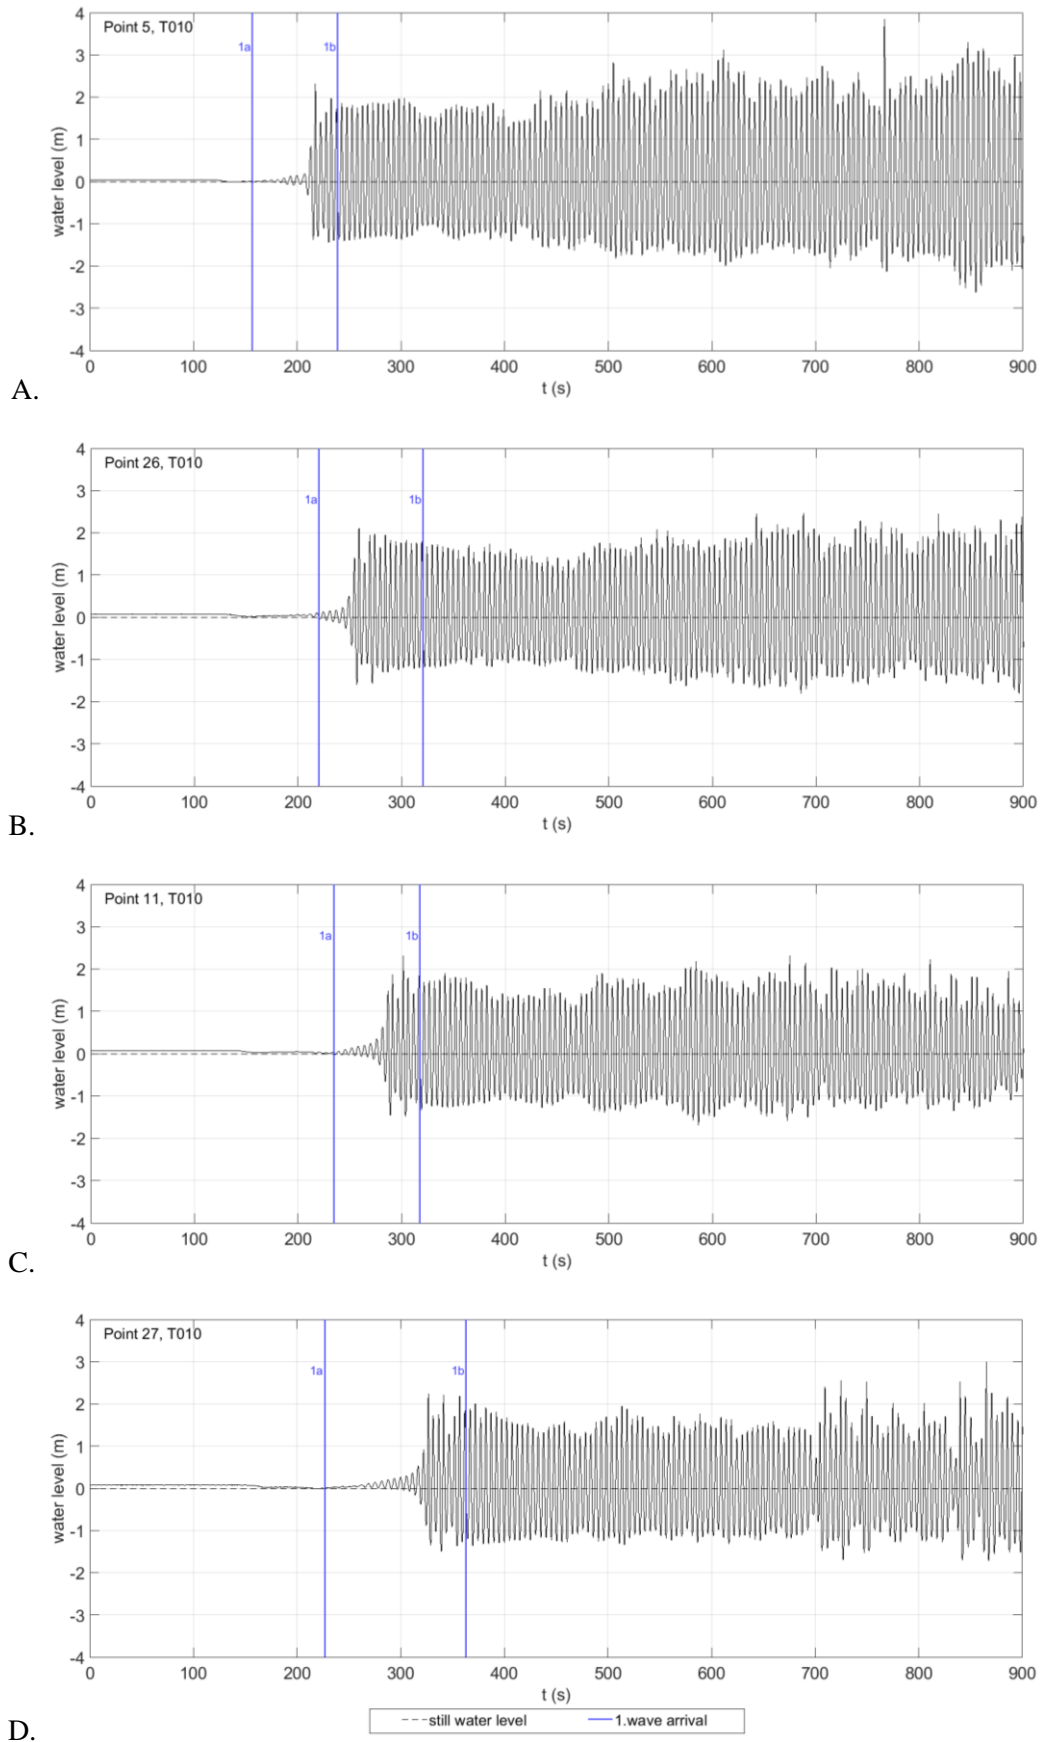 Point 5, T010
1a
1b
4
3
2
1
0
-1
-2
-3
-4
water level (m)
0 100 200 300 400 500 600 700 800 900
t (s)
A.
Point 26, T010
1a
1b
4
3
2
1
0
-1
-2
-3
-4
water level (m)
0 100 200 300 400 500 600 700 800 900
t (s)
B.
Point 11, T010
1a
1b
4
3
2
1
0
-1
-2
-3
-4
water level (m)
0 100 200 300 400 500 600 700 800 900
t (s)
C.
Point 27, T010
1a
1b
4
3
2
1
0
-1
-2
-3
-4
water level (m)
0 100 200 300 400 500 600 700 800 900
t (s)
D.
still water level 1.wave arrival